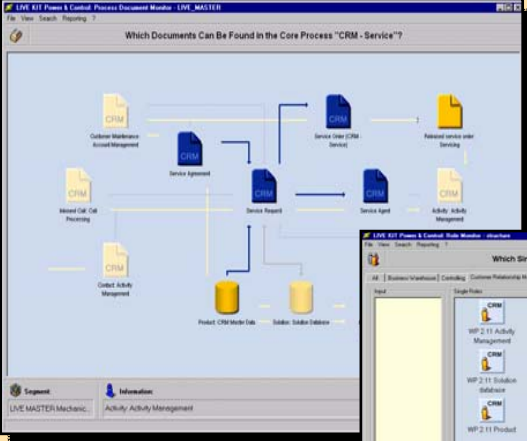 LIVE KIT Power & Control: Process Document Monitor - LIVE_MASTER
File View Search Reporting ?
Which Documents Can Be Found in the Core Process "CRM - Service"?
CRM
Customer Maintenance
Account Management
CRM
Service Agreement
CRM
Service Order (CRM -
Service)
service order
Servicing
CRM
Inbound Call: Call
Processing
CRM
Service Request
CRM
Service Agent
CRM
Activity: Activity
Management
CRM
Contact: Activity
Management
Product: CRM Master Data
Solution: Solution Database
Segment:
LIVE MASTER Mechanic...
Information:
Activity: Activity Management
LIVE KIT Power & Control: Role Monitor - structure
File View Search Reporting ?
Which Sin
All Business Warehouse Controlling Customer Relationship M
Input
Single Roles
CRM
WP 2.11 Activity
Management
CRM
WP 2.11 Solution
database
CRM
WP 2.11 Product